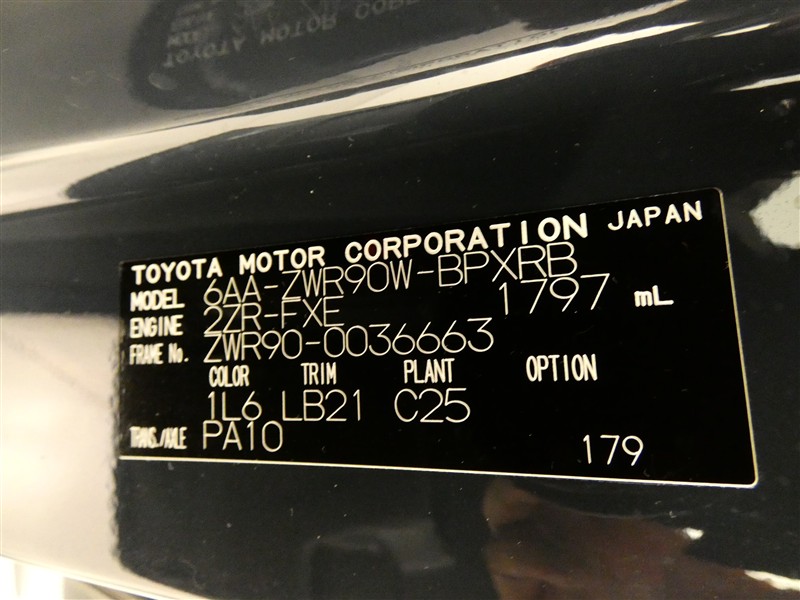 TOYOTA MOTOR CORPORATION JAPAN
MODEL 6AA-ZWR90W-BPXRB
ENGINE 2ZR-FXE 1797 mL
FRAME No. ZWR90-0036663
COLOR TRIM PLANT OPTION
1L6 LB21 C25
TRANS./AXLE PA10 179